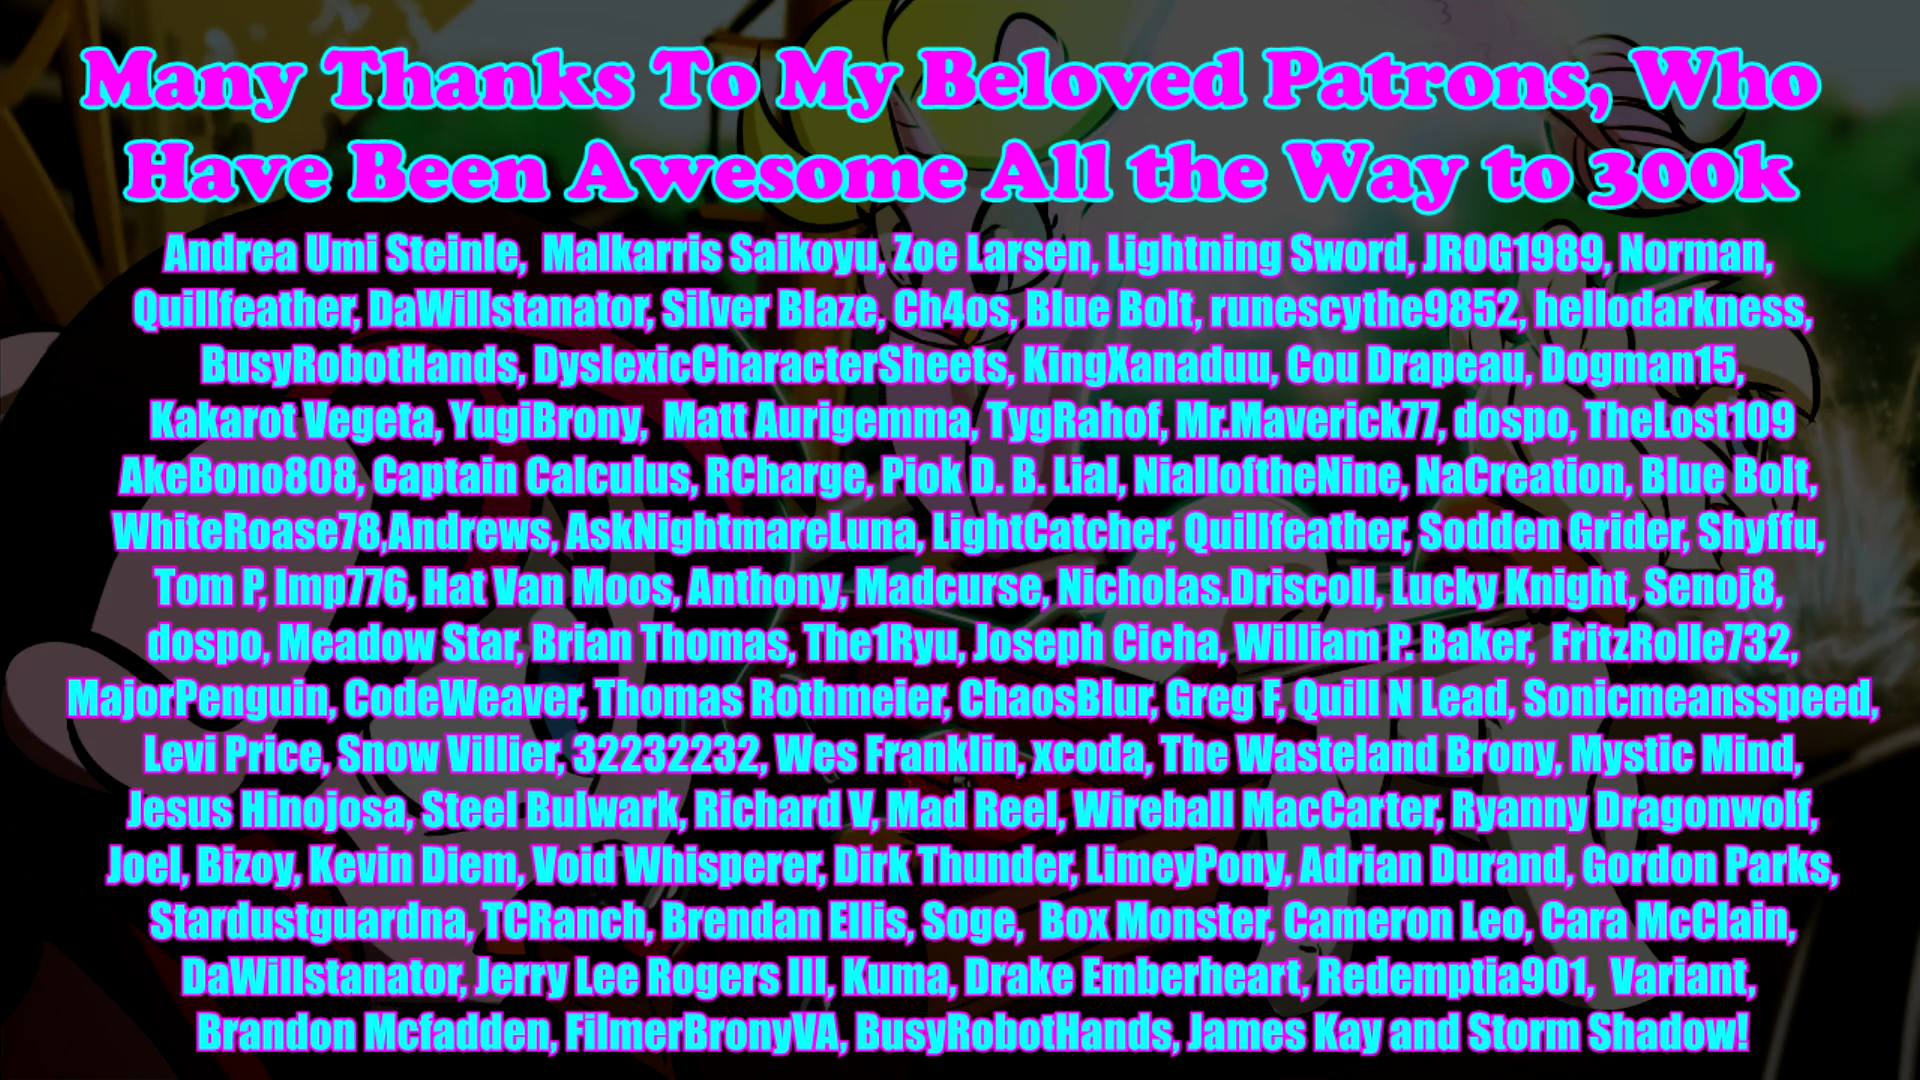 Many Thanks To My Beloved Patrons, Who
Have Been Awesome All the Way to 300k
Andrea Umi Steinle, Malkarris Saikoyu, Zoe Larsen, Lightning Sword, JROG1989, Norman,
Quillfeather, DaWillstanator, Silver Blaze, Ch4os, Blue Bolt, runescythe9852, hellodarkness,
BusyRobotHands, DyslexicCharacterSheets, KingXanaduu, Cou Drapeau, Dogman15,
Kakarot Vegeta, YugiBrony, Matt Aurigemma, TygRahof, Mr.Maverick77, dospo, TheLost109
AkeBono808, Captain Calculus, RCharge, Piok D. B. Lial, NialloftheNine, NaCreation, Blue Bolt,
WhiteRoase78,Andrews, AskNightmareLuna, LightCatcher, Quillfeather, Sodden Grider, Shyffu,
Tom P, Imp776, Hat Van Moos, Anthony, Madcurse, Nicholas.Driscoll, Lucky Knight, Senoj8,
dospo, Meadow Star, Brian Thomas, The1Ryu, Joseph Cicha, William P. Baker, FritzRolle732,
MajorPenguin, CodeWeaver, Thomas Rothmeier, ChaosBlur, Greg F, Quill N Lead, Sonicmeansspeed,
Levi Price, Snow Villier, 32232232, Wes Franklin, xcoda, The Wasteland Brony, Mystic Mind,
Jesus Hinojosa, Steel Bulwark, Richard V, Mad Reel, Wireball MacCarter, Ryanny Dragonwolf,
Joel, Bizoy, Kevin Diem, Void Whisperer, Dirk Thunder, LimeyPony, Adrian Durand, Gordon Parks,
Stardustguardna, TCRanch, Brendan Ellis, Soge, Box Monster, Cameron Leo, Cara McClain,
DaWillstanator, Jerry Lee Rogers III, Kuma, Drake Emberheart, Redemptia901, Variant,
Brandon Mcfadden, FilmerBronyVA, BusyRobotHands, James Kay and Storm Shadow!